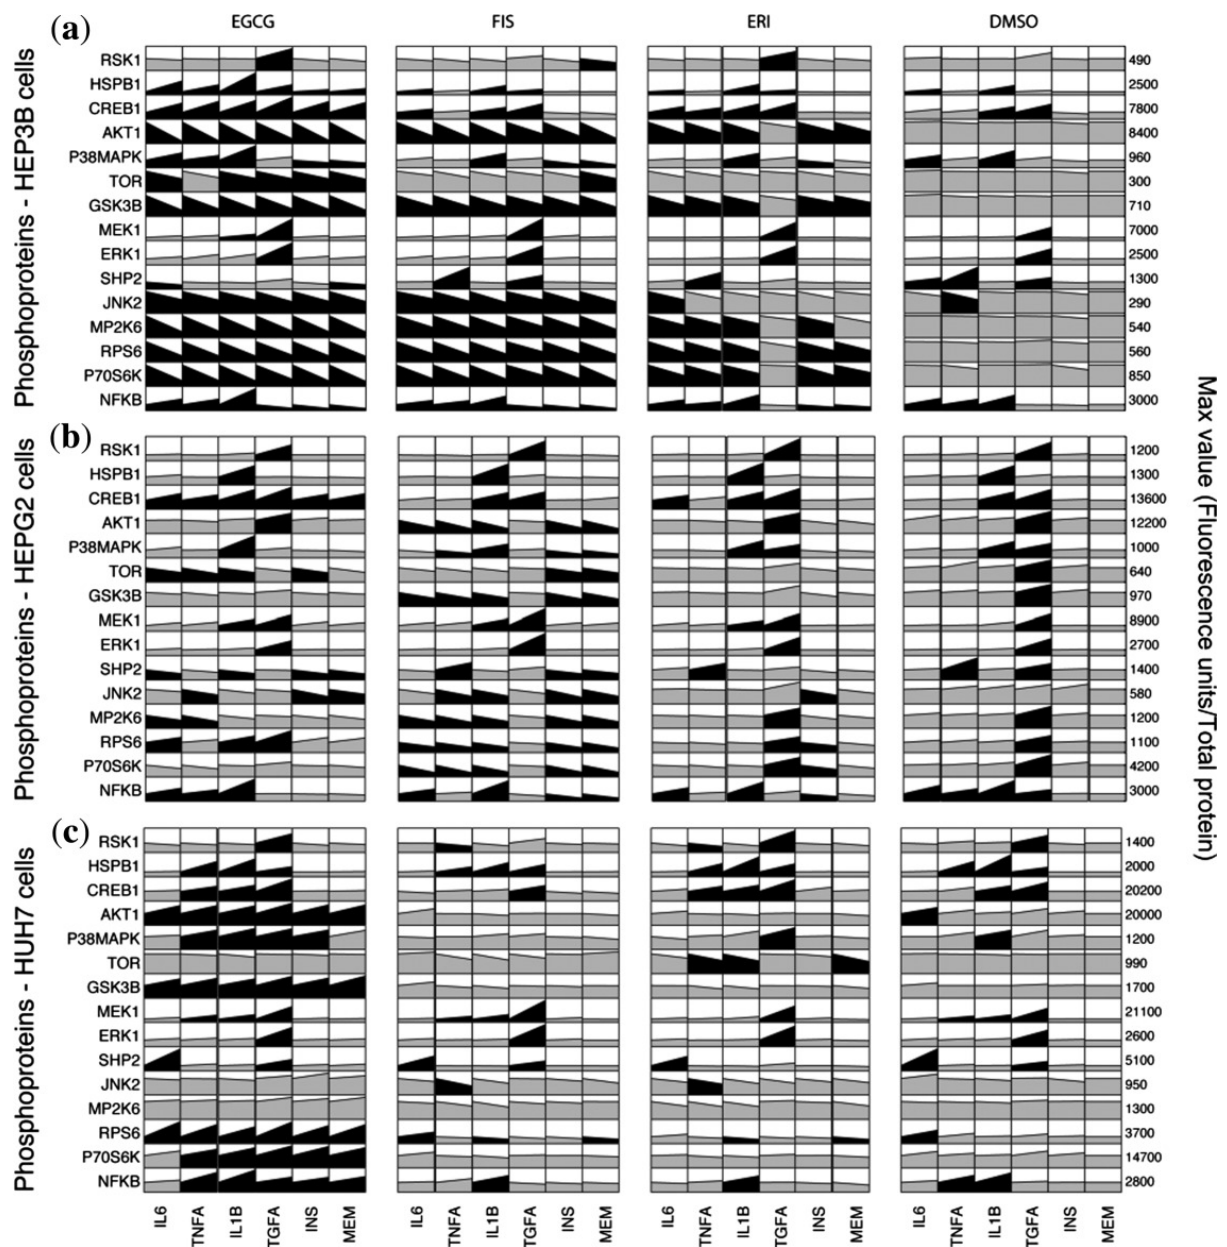 EGCG FIS ERI DMSO
(a)
Phosphoproteins - HEP3B cells
RSK1 490
HSPB1 2500
CREB1 7800
AKT1 8400
P38MAPK 960
TOR 300
GSK3B 710
MEK1 7000
ERK1 2500
SHP2 1300
JNK2 290
MP2K6 540
RPS6 560
P70S6K 850
NFKB 3000
(b)
Phosphoproteins - HEPG2 cells
RSK1 1200
HSPB1 1300
CREB1 13600
AKT1 12200
P38MAPK 1000
TOR 640
GSK3B 970
MEK1 8900
ERK1 2700
SHP2 1400
JNK2 580
MP2K6 1200
RPS6 1100
P70S6K 4200
NFKB 3000
(c)
Phosphoproteins - HUH7 cells
RSK1 1400
HSPB1 2000
CREB1 20200
AKT1 20000
P38MAPK 1200
TOR 990
GSK3B 1700
MEK1 21100
ERK1 2600
SHP2 5100
JNK2 950
MP2K6 1300
RPS6 3700
P70S6K 14700
NFKB 2800
IL6 TNFA IL1B TGFA INS MEM IL6 TNFA IL1B TGFA INS MEM IL6 TNFA IL1B TGFA INS MEM IL6 TNFA IL1B TGFA INS MEM
Max value (Fluorescence units/Total protein)